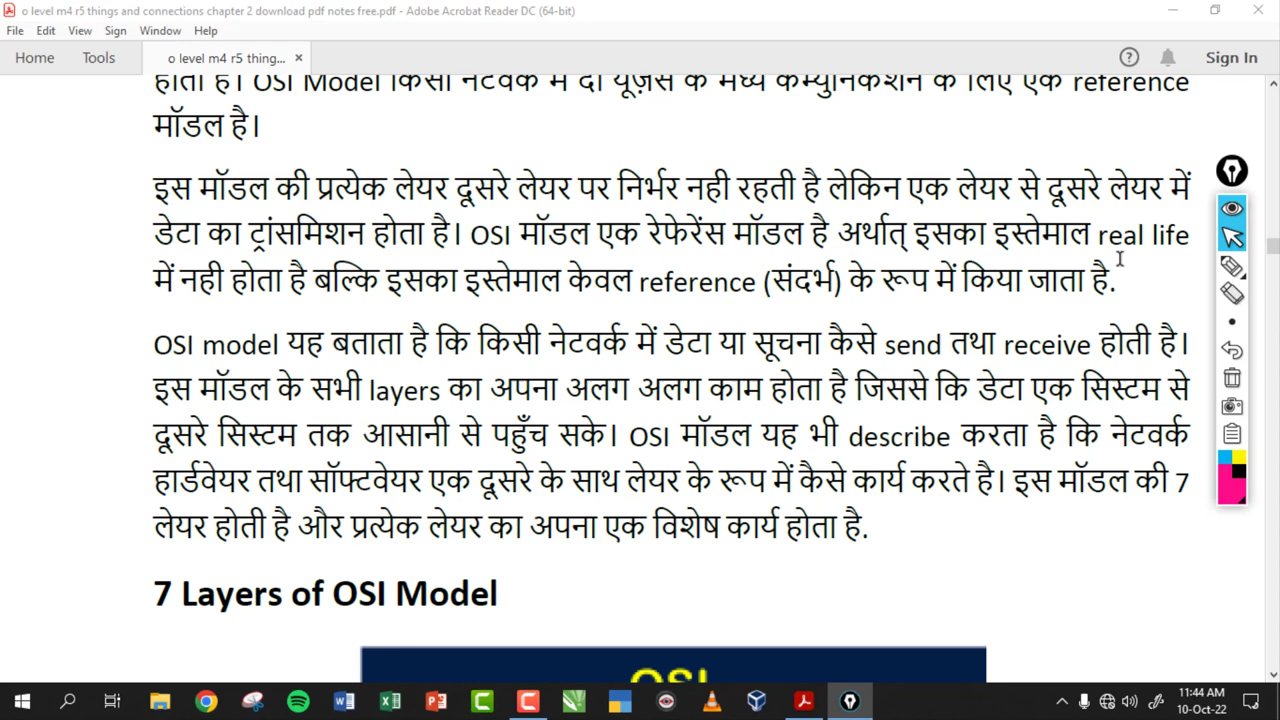 o level m4 r5 things and connections chapter 2 download pdf notes free.pdf - Adobe Acrobat Reader DC (64-bit)
File Edit View Sign Window Help
Home Tools o level m4 r5 thing... × Sign In
होता है। OSI Model किसी नेटवर्क में दो यूज़र्स के मध्य कम्युनिकेशन के लिए एक reference
मॉडल है।
इस मॉडल की प्रत्येक लेयर दूसरे लेयर पर निर्भर नही रहती है लेकिन एक लेयर से दूसरे लेयर में
डेटा का ट्रांसमिशन होता है। OSI मॉडल एक रेफेरेंस मॉडल है अर्थात् इसका इस्तेमाल real life
में नही होता है बल्कि इसका इस्तेमाल केवल reference (संदर्भ) के रूप में किया जाता है.
OSI model यह बताता है कि किसी नेटवर्क में डेटा या सूचना कैसे send तथा receive होती है।
इस मॉडल के सभी layers का अपना अलग अलग काम होता है जिससे कि डेटा एक सिस्टम से
दूसरे सिस्टम तक आसानी से पहुँच सके। OSI मॉडल यह भी describe करता है कि नेटवर्क
हार्डवेयर तथा सॉफ्टवेयर एक दूसरे के साथ लेयर के रूप में कैसे कार्य करते है। इस मॉडल की 7
लेयर होती है और प्रत्येक लेयर का अपना एक विशेष कार्य होता है.
7 Layers of OSI Model
OSI
11:44 AM
10-Oct-22